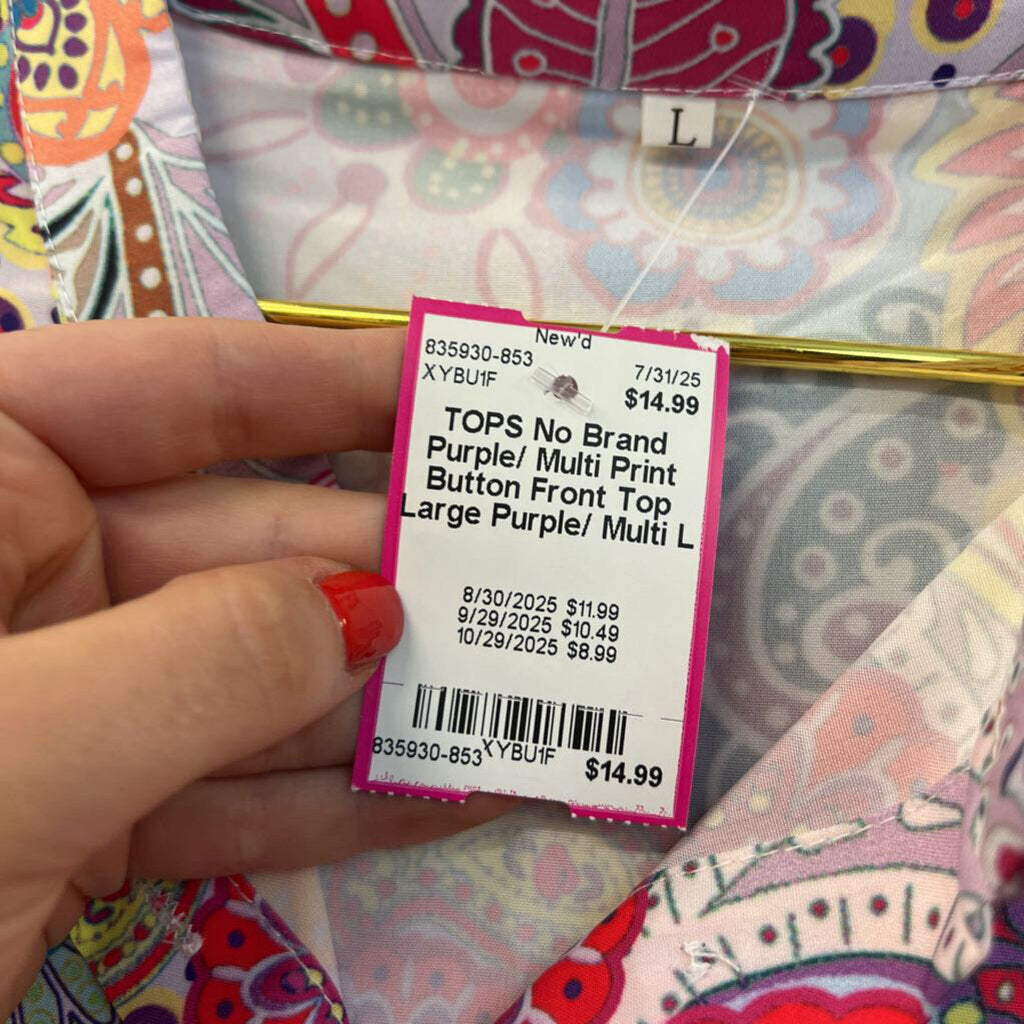 L
New'd
835930-853
XYBU1F
7/31/25
$14.99
TOPS No Brand
Purple/ Multi Print
Button Front Top
Large Purple/ Multi L
8/30/2025 $11.99
9/29/2025 $10.49
10/29/2025 $8.99
835930-853 XYBU1F $14.99